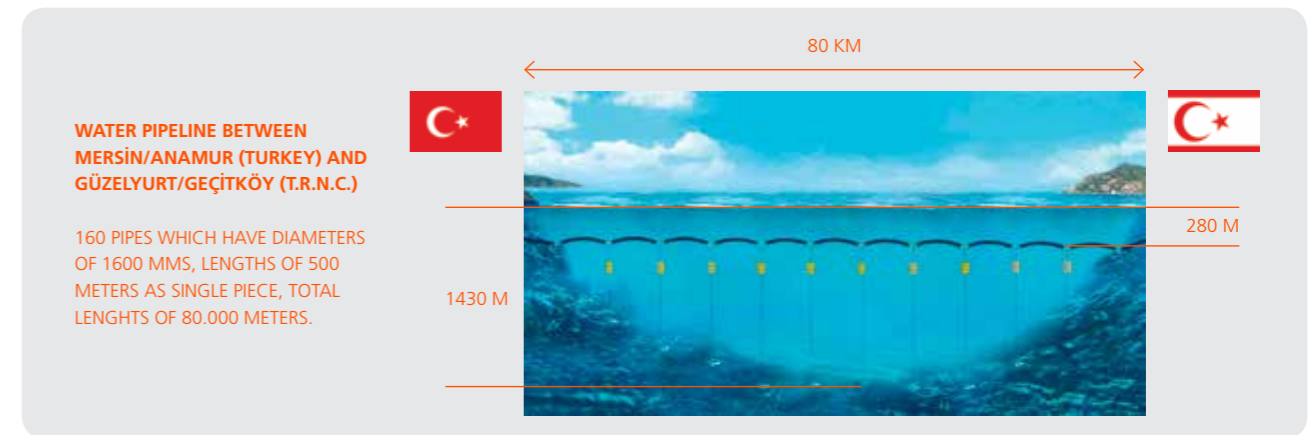 80 KM
WATER PIPELINE BETWEEN
MERSİN/ANAMUR (TURKEY) AND
GÜZELYURT/GEÇİTKÖY (T.R.N.C.)
160 PIPES WHICH HAVE DIAMETERS
OF 1600 MMS, LENGTHS OF 500
METERS AS SINGLE PIECE, TOTAL
LENGHTS OF 80.000 METERS.
1430 M
280 M